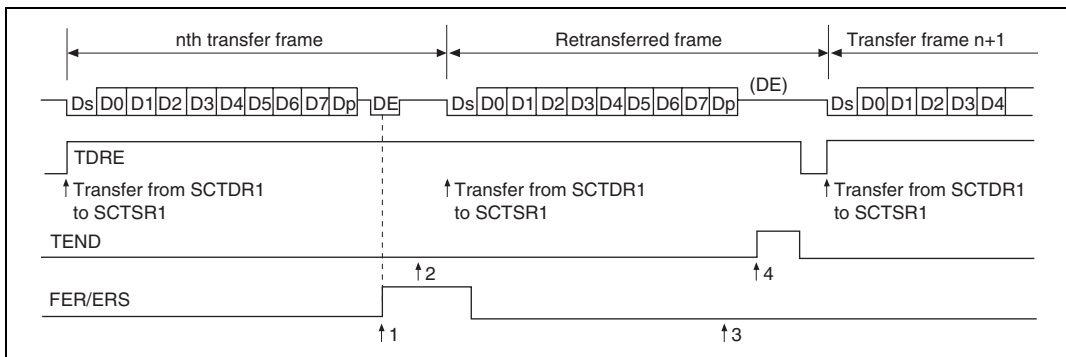 nth transfer frame
Retransferred frame
Transfer frame n+1
(DE)
Ds D0 D1 D2 D3 D4 D5 D6 D7 Dp DE
Ds D0 D1 D2 D3 D4 D5 D6 D7 Dp
Ds D0 D1 D2 D3 D4
TDRE
Transfer from SCTDR1
to SCTSR1
Transfer from SCTDR1
to SCTSR1
Transfer from SCTDR1
to SCTSR1
TEND
2
4
FER/ERS
1
3